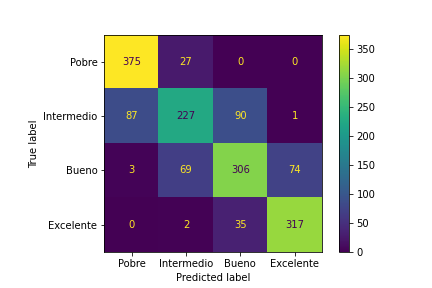 Pobre 375 27 0 0
Intermedio 87 227 90 1
Bueno 3 69 306 74
Excelente 0 2 35 317
Pobre Intermedio Bueno Excelente
Predicted label
True label
350
300
250
200
150
100
50
0